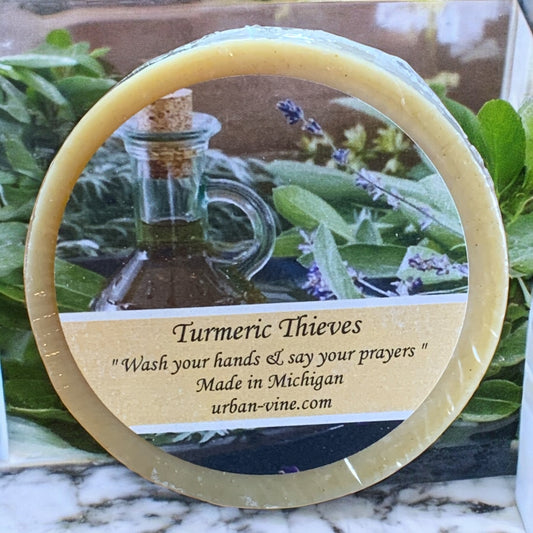 Turmeric Thieves
"Wash your hands & say your prayers"
Made in Michigan
urban-vine.com